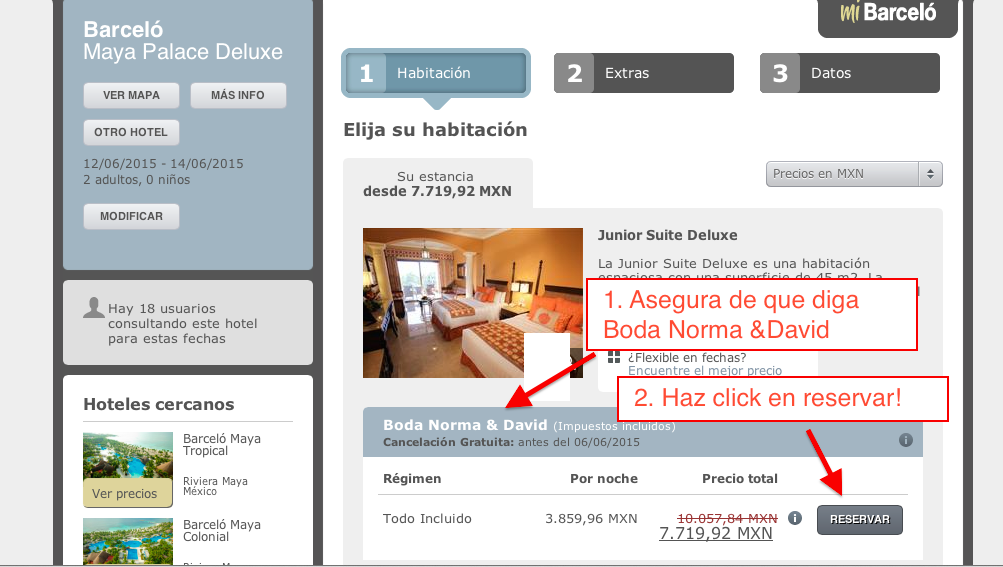 mi Barceló
Barceló
Maya Palace Deluxe
VER MAPA
MÁS INFO
OTRO HOTEL
12/06/2015 - 14/06/2015
2 adultos, 0 niños
MODIFICAR
Hay 18 usuarios
consultando este hotel
para estas fechas
Hoteles cercanos
Barceló Maya
Tropical
Riviera Maya
México
Ver precios
Barceló Maya
Colonial
1 Habitación
2 Extras
3 Datos
Elija su habitación
Su estancia
desde 7.719,92 MXN
Precios en MXN
Junior Suite Deluxe
La Junior Suite Deluxe es una habitación
espaciosa con una superficie de 45 m2. La
1. Asegura de que diga
Boda Norma &David
¿Flexible en fechas?
Encuentre el mejor precio
2. Haz click en reservar!
Boda Norma & David (Impuestos incluidos)
Cancelación Gratuita: antes del 06/06/2015
Régimen Por noche Precio total
Todo Incluido 3.859,96 MXN 10.057,84 MXN
7.719,92 MXN
RESERVAR